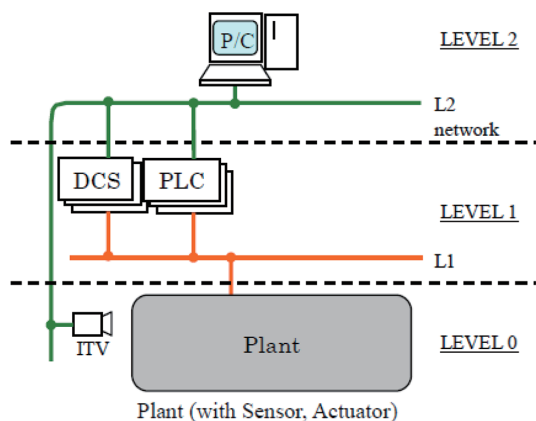 P/C
LEVEL 2
L2
network
DCS
PLC
LEVEL 1
L1
ITV
Plant
LEVEL 0
Plant (with Sensor, Actuator)